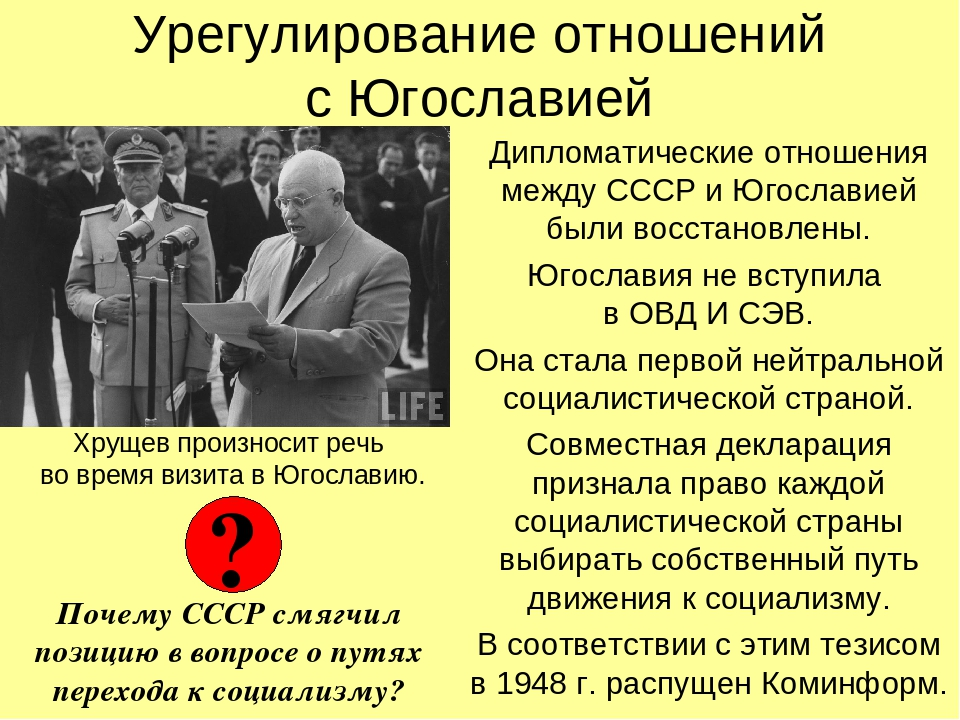 Урегулирование отношений
с Югославией
LIFE
Хрущев произносит речь
во время визита в Югославию.
?
Почему СССР смягчил
позицию в вопросе о путях
перехода к социализму?
Дипломатические отношения
между СССР и Югославией
были восстановлены.
Югославия не вступила
в ОВД И СЭВ.
Она стала первой нейтральной
социалистической страной.
Совместная декларация
признала право каждой
социалистической страны
выбирать собственный путь
движения к социализму.
В соответствии с этим тезисом
в 1948 г. распущен Коминформ.